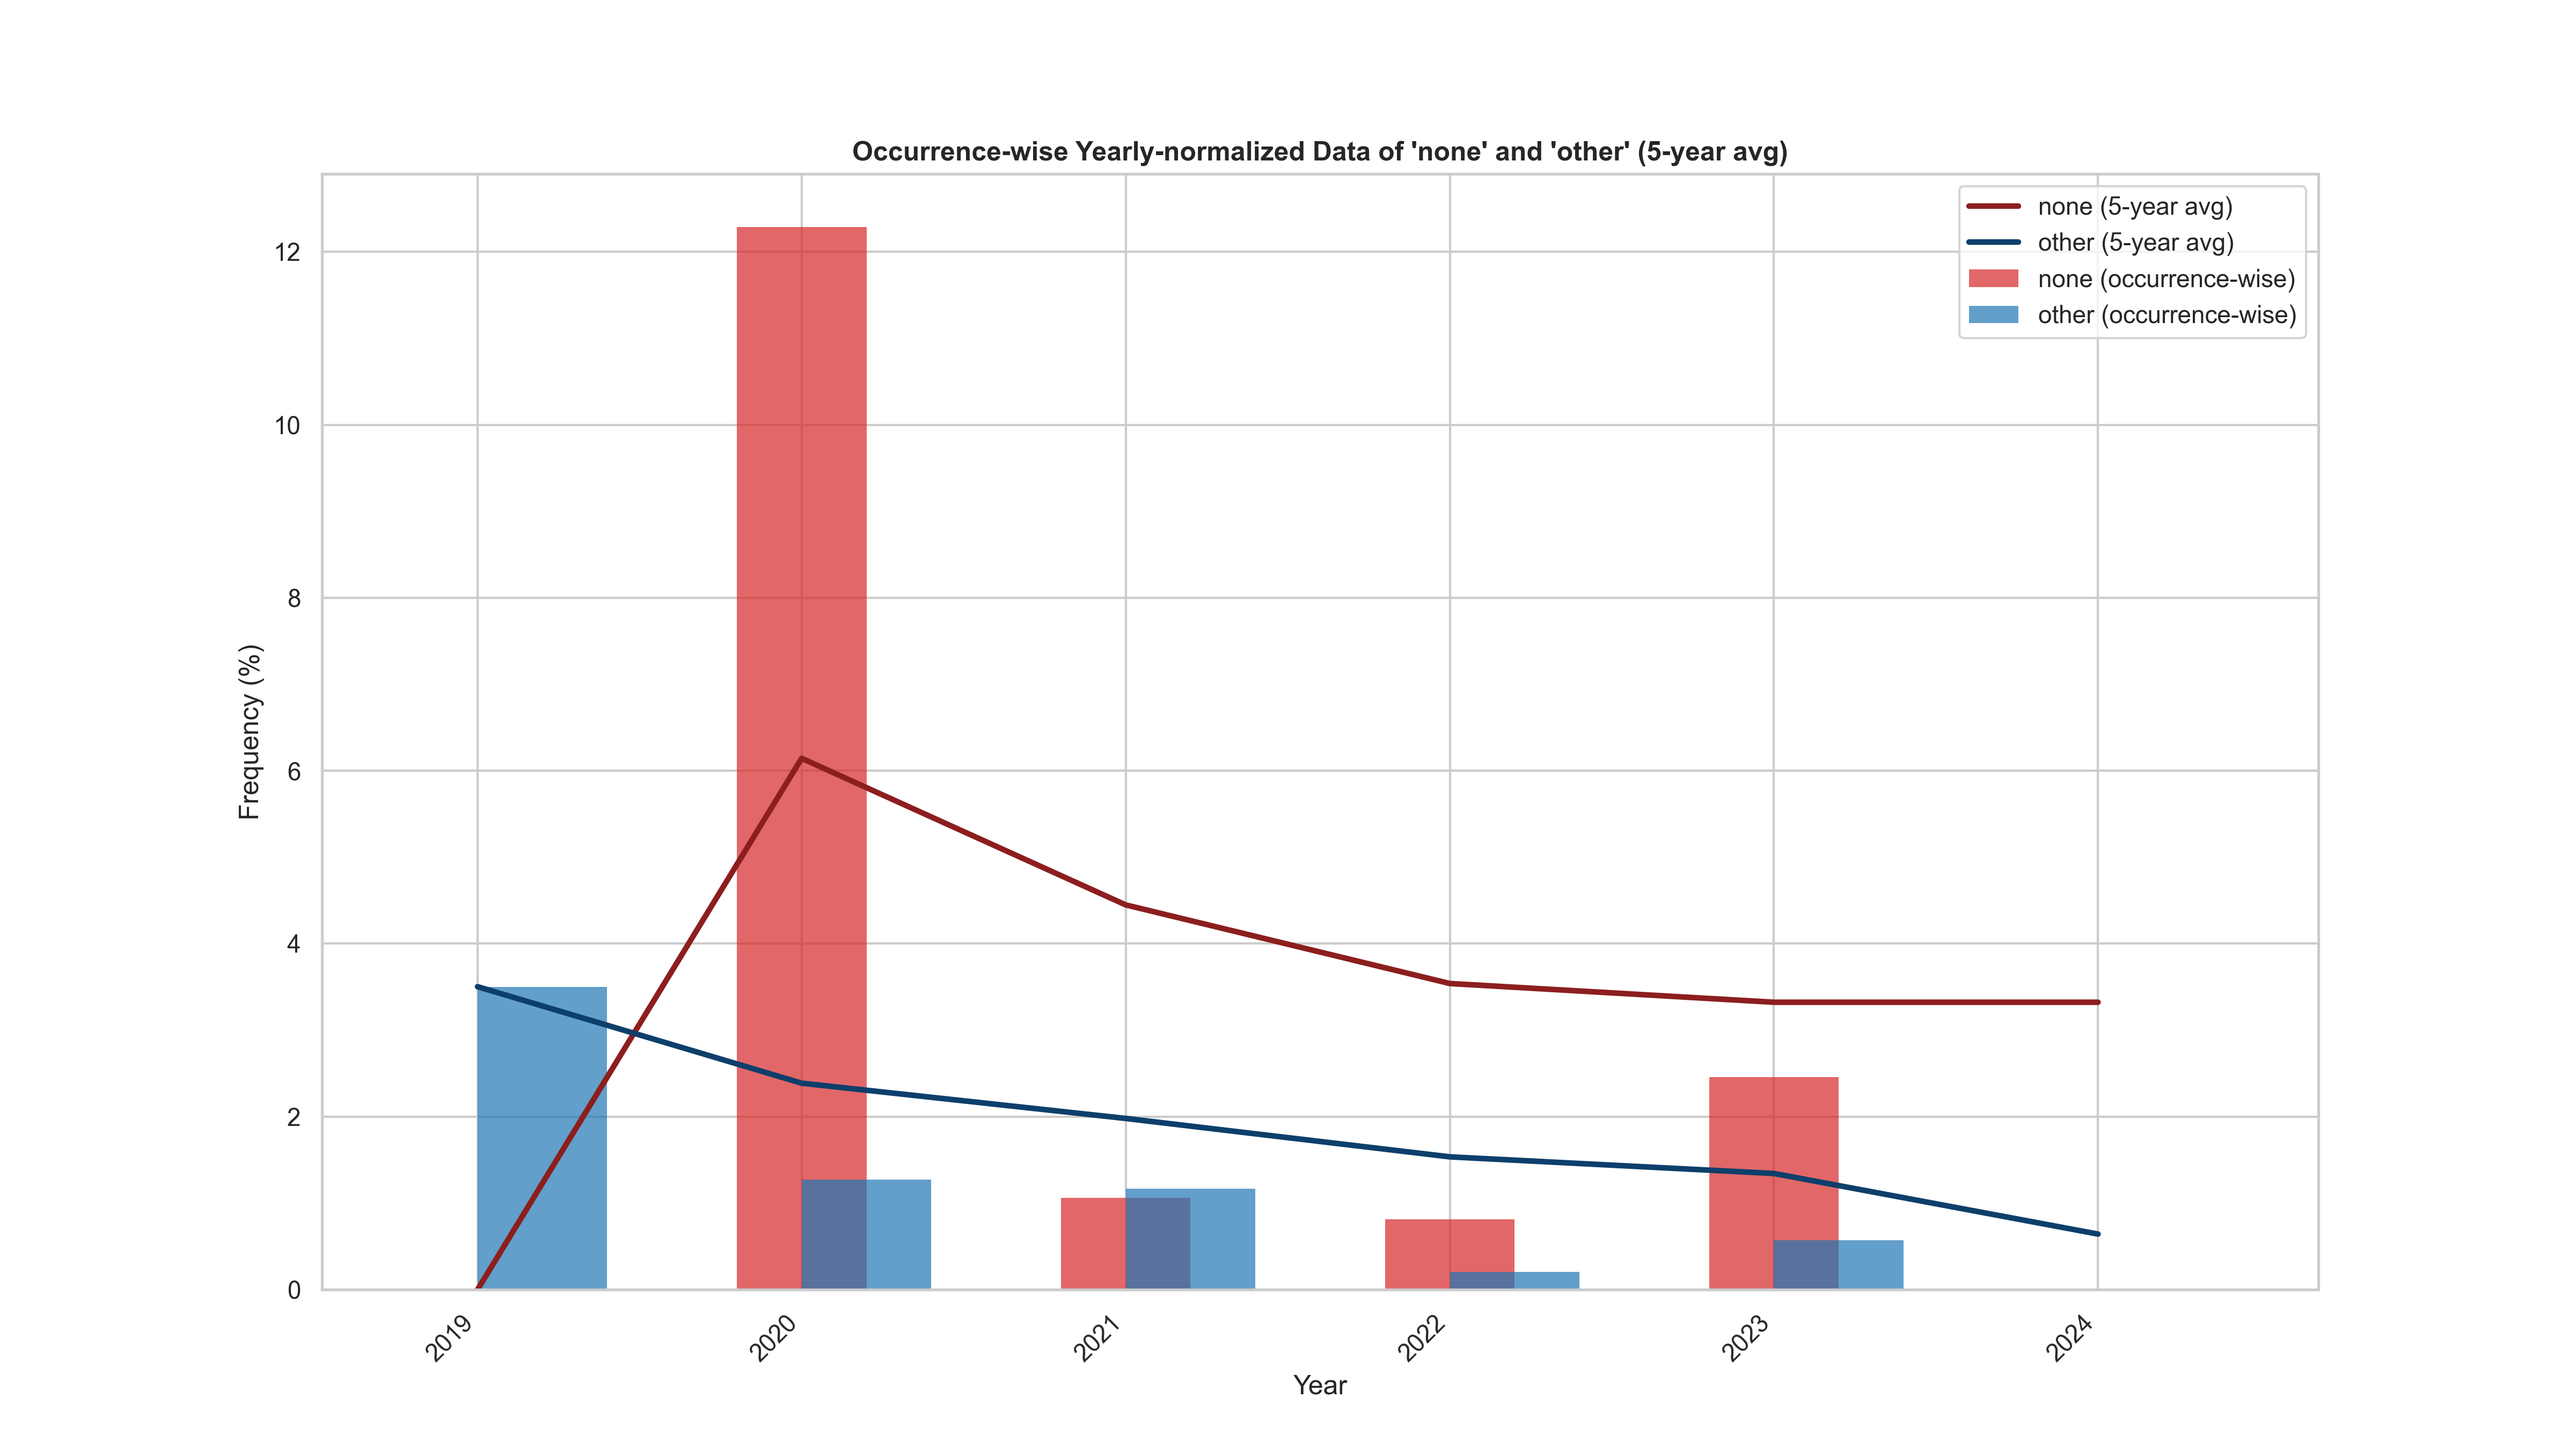 Occurrence-wise Yearly-normalized Data of 'none' and 'other' (5-year avg)
none (5-year avg)
other (5-year avg)
none (occurrence-wise)
other (occurrence-wise)
12
10
8
6
4
2
0
Frequency (%)
2019
2020
2021
2022
2023
2024
Year